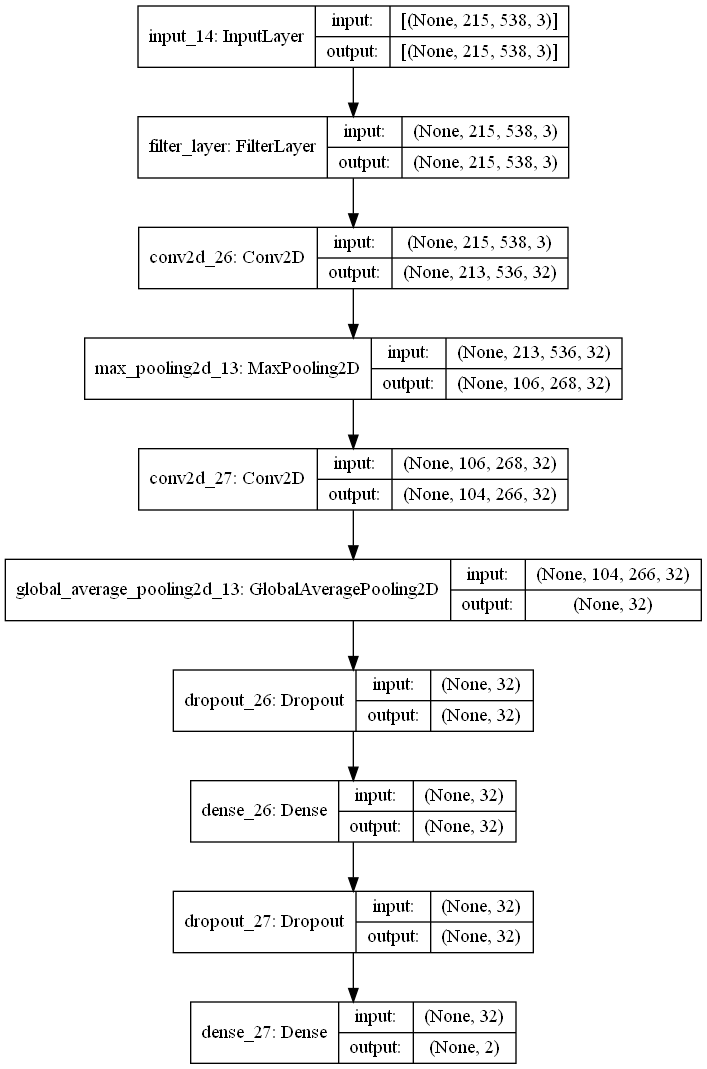 input_14: InputLayer
input:
[(None, 215, 538, 3)]
output:
[(None, 215, 538, 3)]
filter_layer: FilterLayer
input:
(None, 215, 538, 3)
output:
(None, 215, 538, 3)
conv2d_26: Conv2D
input:
(None, 215, 538, 3)
output:
(None, 213, 536, 32)
max_pooling2d_13: MaxPooling2D
input:
(None, 213, 536, 32)
output:
(None, 106, 268, 32)
conv2d_27: Conv2D
input:
(None, 106, 268, 32)
output:
(None, 104, 266, 32)
global_average_pooling2d_13: GlobalAveragePooling2D
input:
(None, 104, 266, 32)
output:
(None, 32)
dropout_26: Dropout
input:
(None, 32)
output:
(None, 32)
dense_26: Dense
input:
(None, 32)
output:
(None, 32)
dropout_27: Dropout
input:
(None, 32)
output:
(None, 32)
dense_27: Dense
input:
(None, 32)
output:
(None, 2)